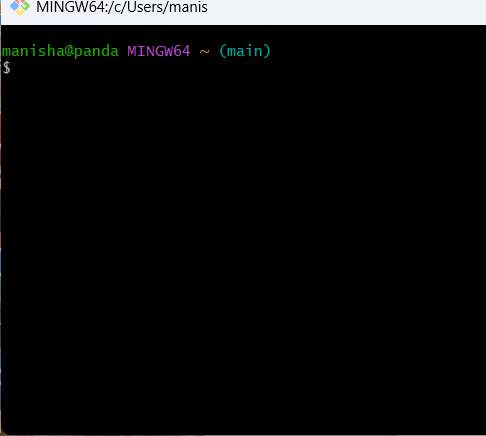 MINGW64:/c/Users/manis
manisha@panda MINGW64 ~ (main)
$